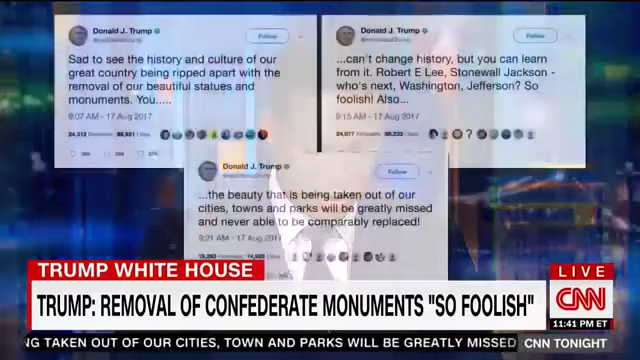 Donald J. Trump
Follow
Sad to see the history and culture of our
great country being ripped apart with the
removal of our beautiful statues and
monuments. You.....
9:07 AM - 17 Aug 2017
Donald J. Trump
Follow
...can't change history, but you can learn
from it. Robert E Lee, Stonewall Jackson -
who's next, Washington, Jefferson? So
foolish! Also...
9:15 AM - 17 Aug 2017
Donald J. Trump
Follow
...the beauty that is being taken out of our
cities, towns and parks will be greatly missed
and never able to be comparably replaced!
9:21 AM - 17 Aug
TRUMP WHITE HOUSE
TRUMP: REMOVAL OF CONFEDERATE MONUMENTS "SO FOOLISH"
LIVE
CNN
11:41 PM ET
NG TAKEN OUT OF OUR CITIES, TOWN AND PARKS WILL BE GREATLY MISSED
CNN TONIGHT